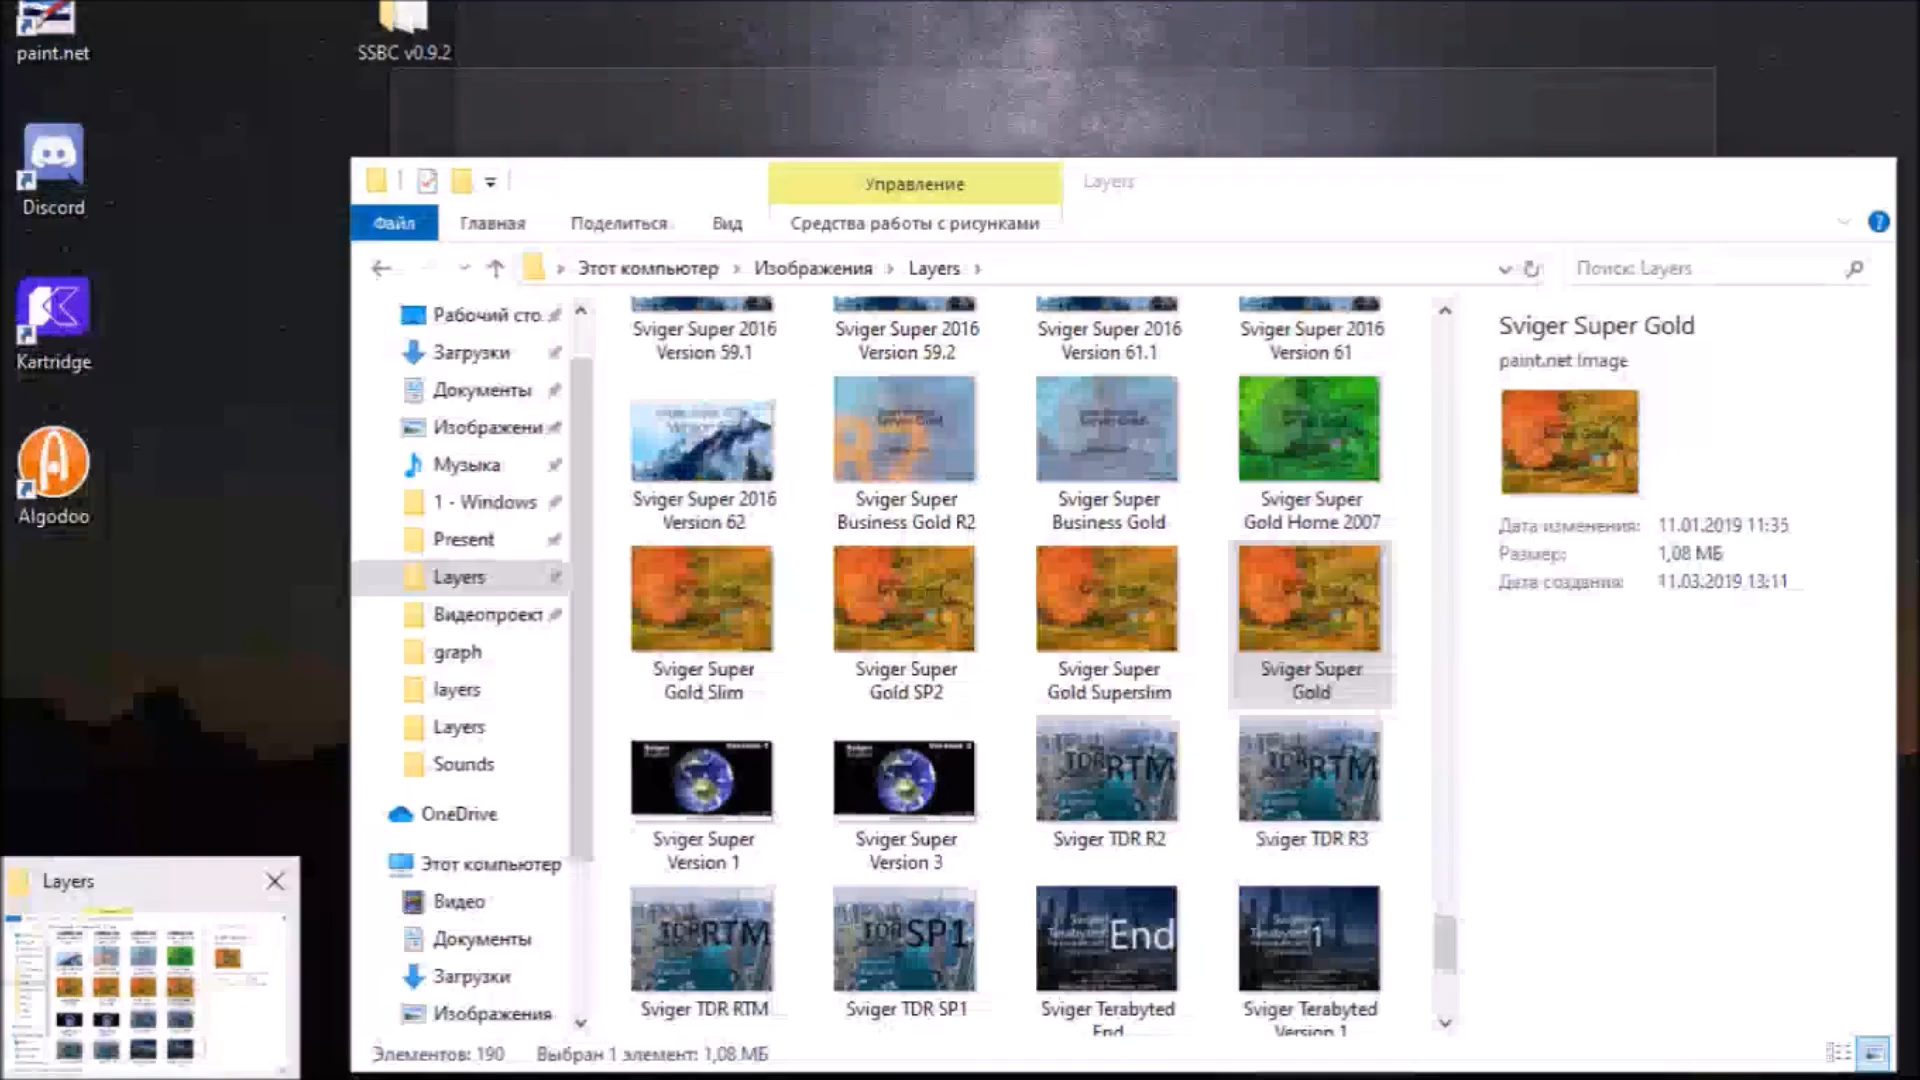 paint.net
SSBC v0.9.2
Discord
Kartridge
Algodoo
Управление
Layers
Файл
Главная
Поделиться
Вид
Средства работы с рисунками
Этот компьютер
Изображения
Layers
Поиск: Layers
Рабочий сто
Загрузки
Документы
Изображени
Музыка
1 - Windows
Present
Layers
Видеопроект
graph
layers
Layers
Sounds
OneDrive
Этот компьютер
Видео
Документы
Загрузки
Изображения
Sviger Super 2016
Version 59.1
Sviger Super 2016
Version 59.2
Sviger Super 2016
Version 61.1
Sviger Super 2016
Version 61
Sviger Super 2016
Version 62
Sviger Super
Business Gold R2
Sviger Super
Business Gold
Sviger Super
Gold Home 2007
Sviger Super
Gold Slim
Sviger Super
Gold SP2
Sviger Super
Gold Superslim
Sviger Super
Gold
Sviger Super
Version 1
Sviger Super
Version 3
TDR RTM
Sviger TDR R2
TDR RTM
Sviger TDR R3
TDR RTM
Sviger TDR RTM
TDR SP1
Sviger TDR SP1
End
Sviger Terabyted
End
1
Sviger Terabyted
Version 1
Sviger Super Gold
paint.net Image
Дата изменения: 11.01.2019 11:35
Размер: 1,08 МБ
Дата создания: 11.03.2019 13:11
Layers
Элементов: 190
Выбран 1 элемент: 1,08 МБ